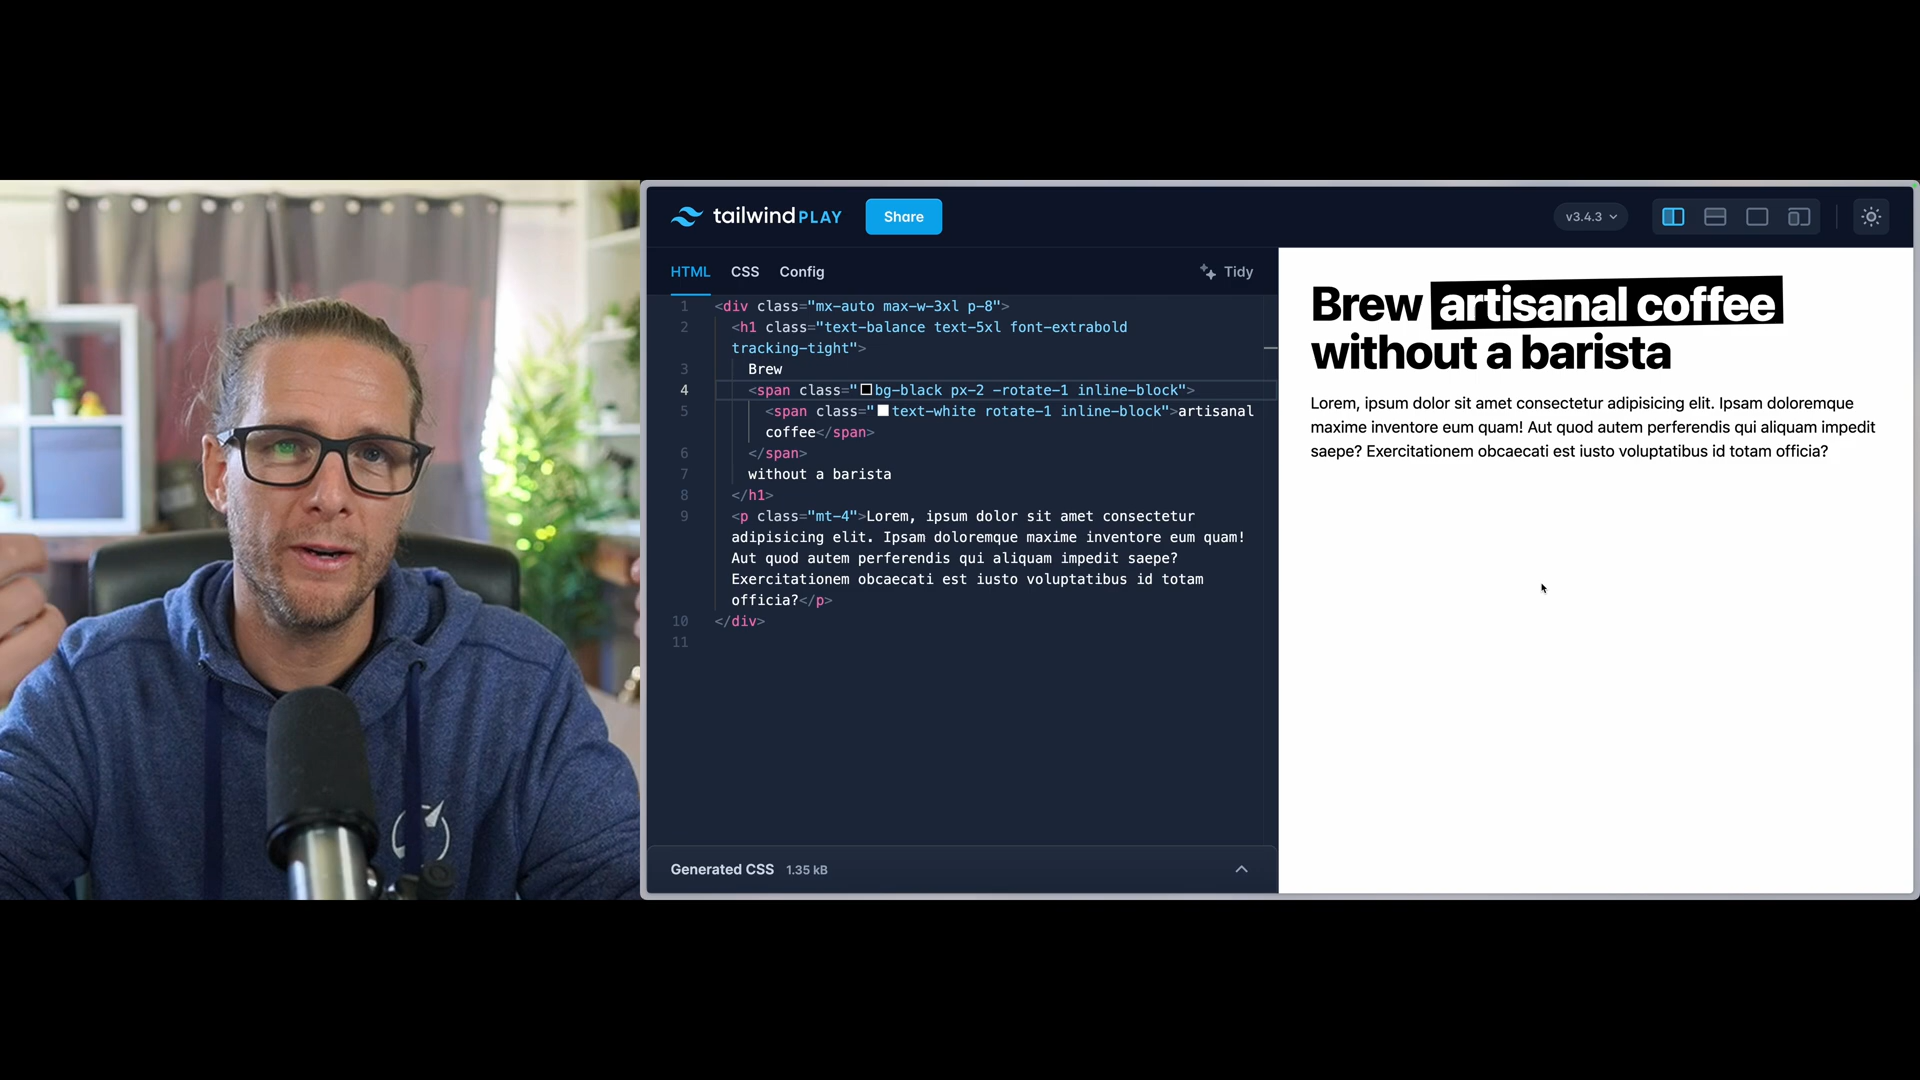 tailwind PLAY
Share
v3.4.3
HTML
CSS
Config
Tidy
1 <div class="mx-auto max-w-3xl p-8">
2 <h1 class="text-balance text-5xl font-extrabold
tracking-tight">
3 Brew
4 <span class="bg-black px-2 -rotate-1 inline-block">
5 <span class="text-white rotate-1 inline-block">artisanal
coffee</span>
6 </span>
7 without a barista
8 </h1>
9 <p class="mt-4">Lorem, ipsum dolor sit amet consectetur
adipisicing elit. Ipsam doloremque maxime inventore eum quam!
Aut quod autem perferendis qui aliquam impedit saepe?
Exercitationem obcaecati est iusto voluptatibus id totam
officia?</p>
10 </div>
11
Generated CSS 1.35 kB
Brew artisanal coffee
without a barista
Lorem, ipsum dolor sit amet consectetur adipisicing elit. Ipsam doloremque
maxime inventore eum quam! Aut quod autem perferendis qui aliquam impedit
saepe? Exercitationem obcaecati est iusto voluptatibus id totam officia?